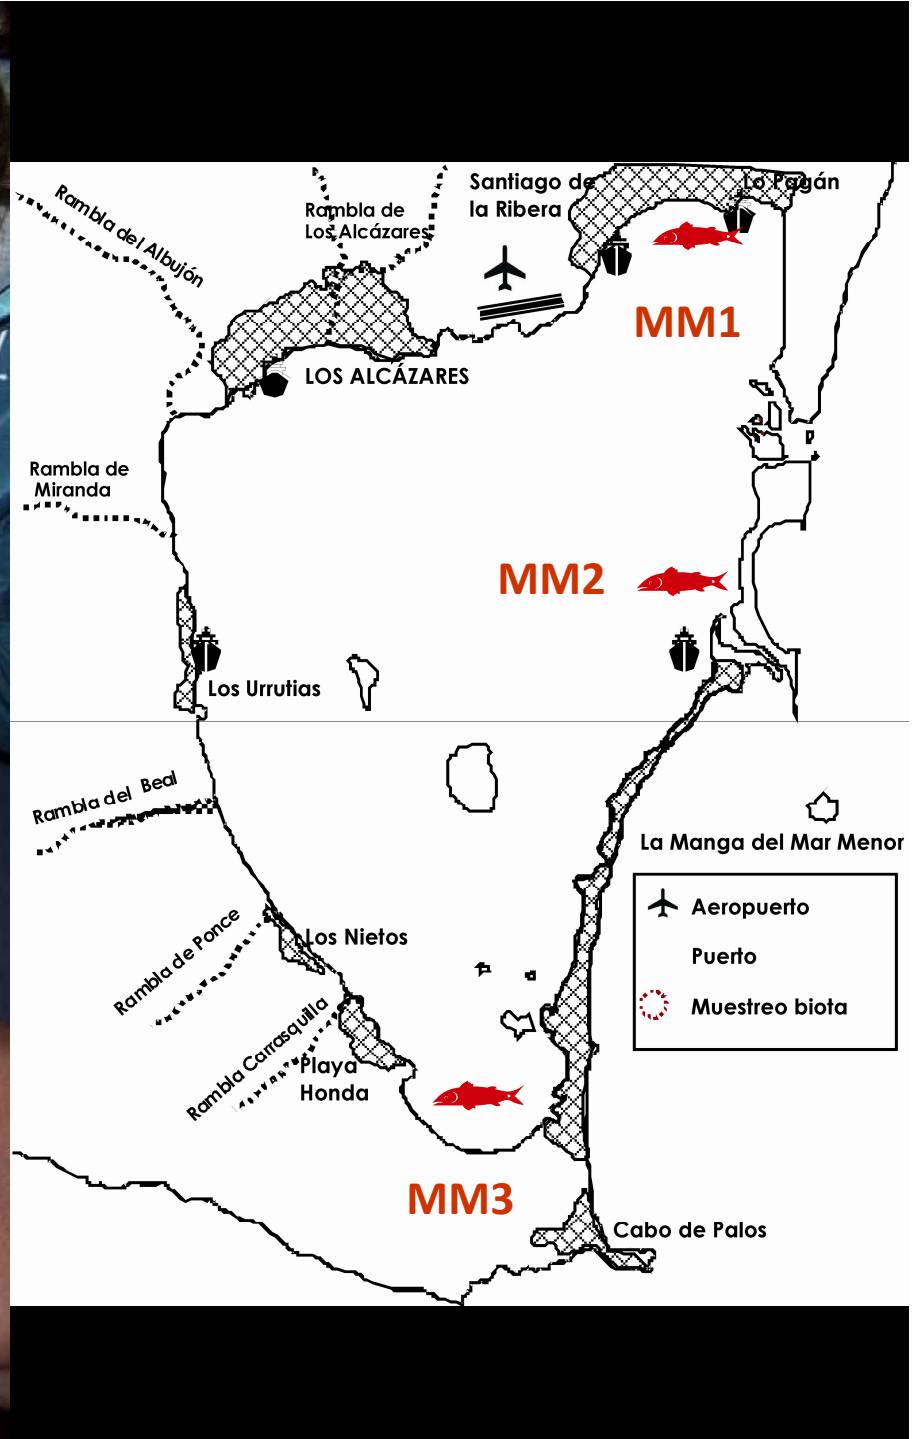 Santiago de
la Ribera
Lo Pagán
Rambla del Albujón
Rambla de
Los Alcázares
MM1
LOS ALCÁZARES
Rambla de
Miranda
MM2
Los Urrutias
Rambla del Beal
La Manga del Mar Menor
Aeropuerto
Puerto
Muestreo biota
Rambla de Ponce
Los Nietos
Rambla Carrasquilla
Playa
Honda
MM3
Cabo de Palos